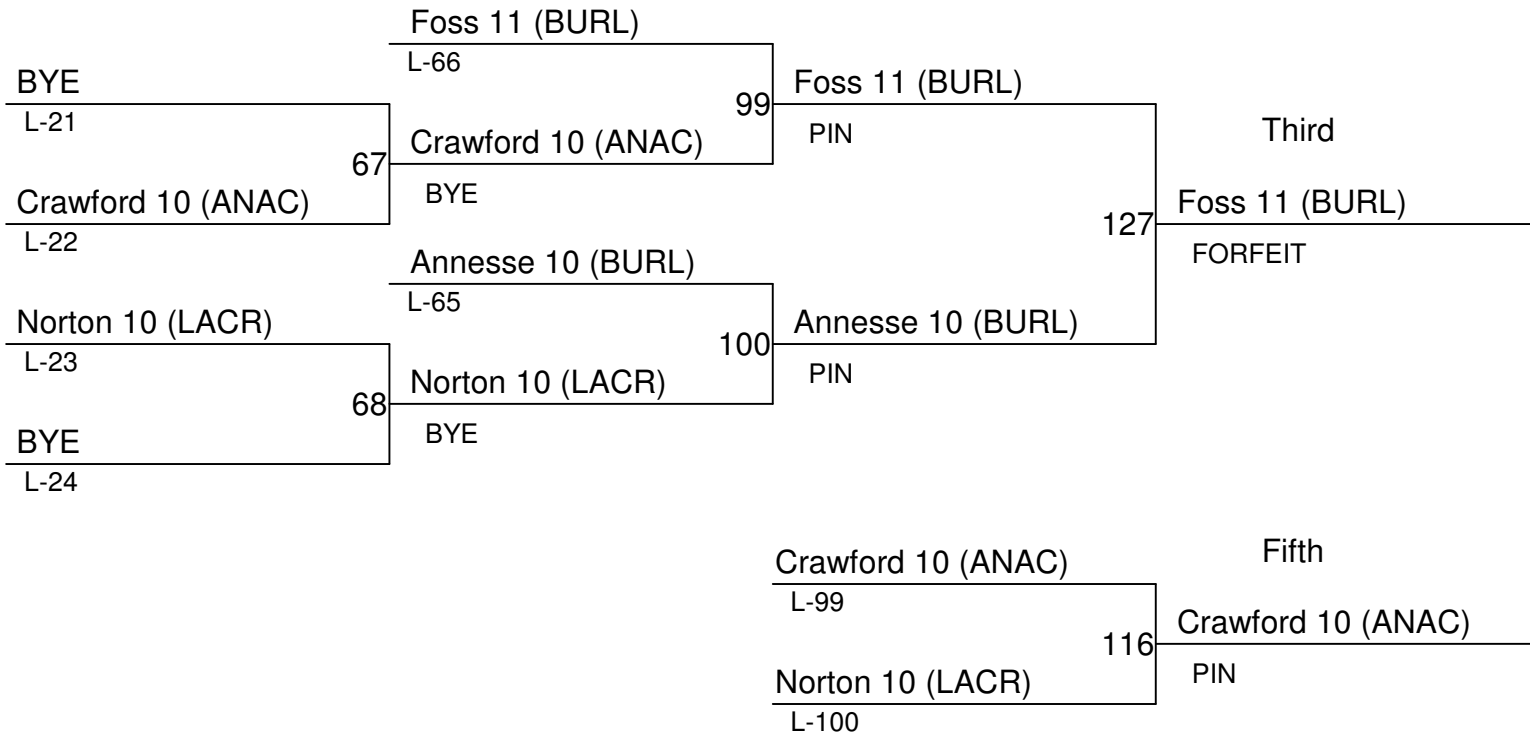 Foss 11 (BURL)
L-66
BYE
L-21
99
Foss 11 (BURL)
PIN
Third
67
Crawford 10 (ANAC)
BYE
Crawford 10 (ANAC)
L-22
127
Foss 11 (BURL)
FORFEIT
Annesse 10 (BURL)
L-65
Norton 10 (LACR)
L-23
100
Annesse 10 (BURL)
PIN
68
Norton 10 (LACR)
BYE
BYE
L-24
Fifth
Crawford 10 (ANAC)
L-99
116
Crawford 10 (ANAC)
PIN
Norton 10 (LACR)
L-100